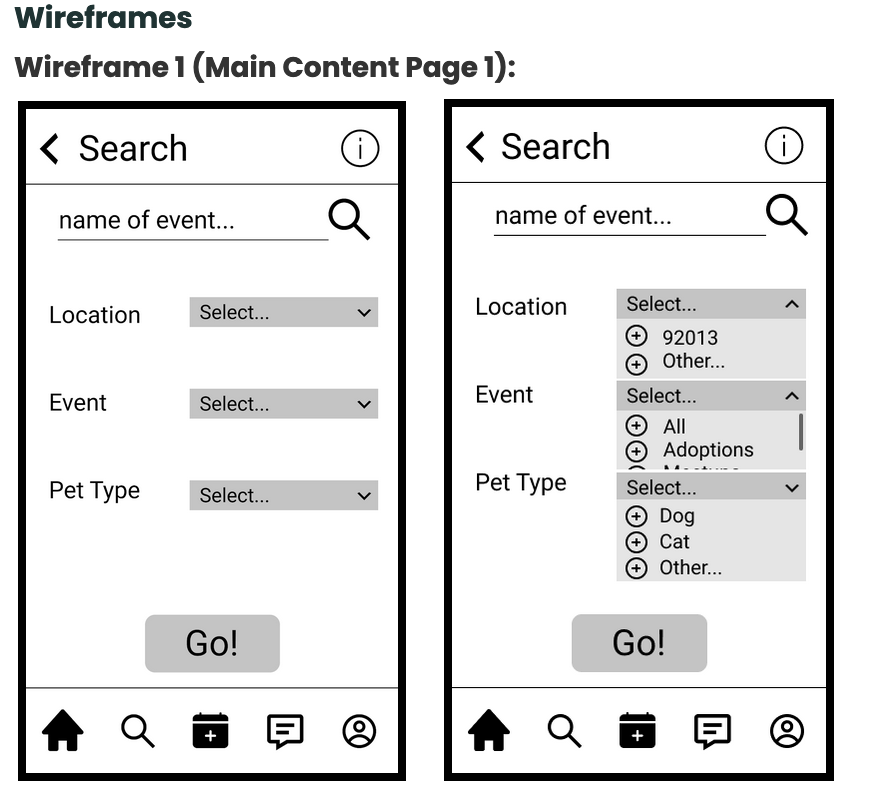 Wireframes
Wireframe 1 (Main Content Page 1):
Search
i
name of event...
Location
Select...
Event
Select...
Pet Type
Select...
Go!
Search
i
name of event...
Location
Select...
92013
Other...
Event
Select...
All
Adoptions
Pet Type
Select...
Dog
Cat
Other...
Go!